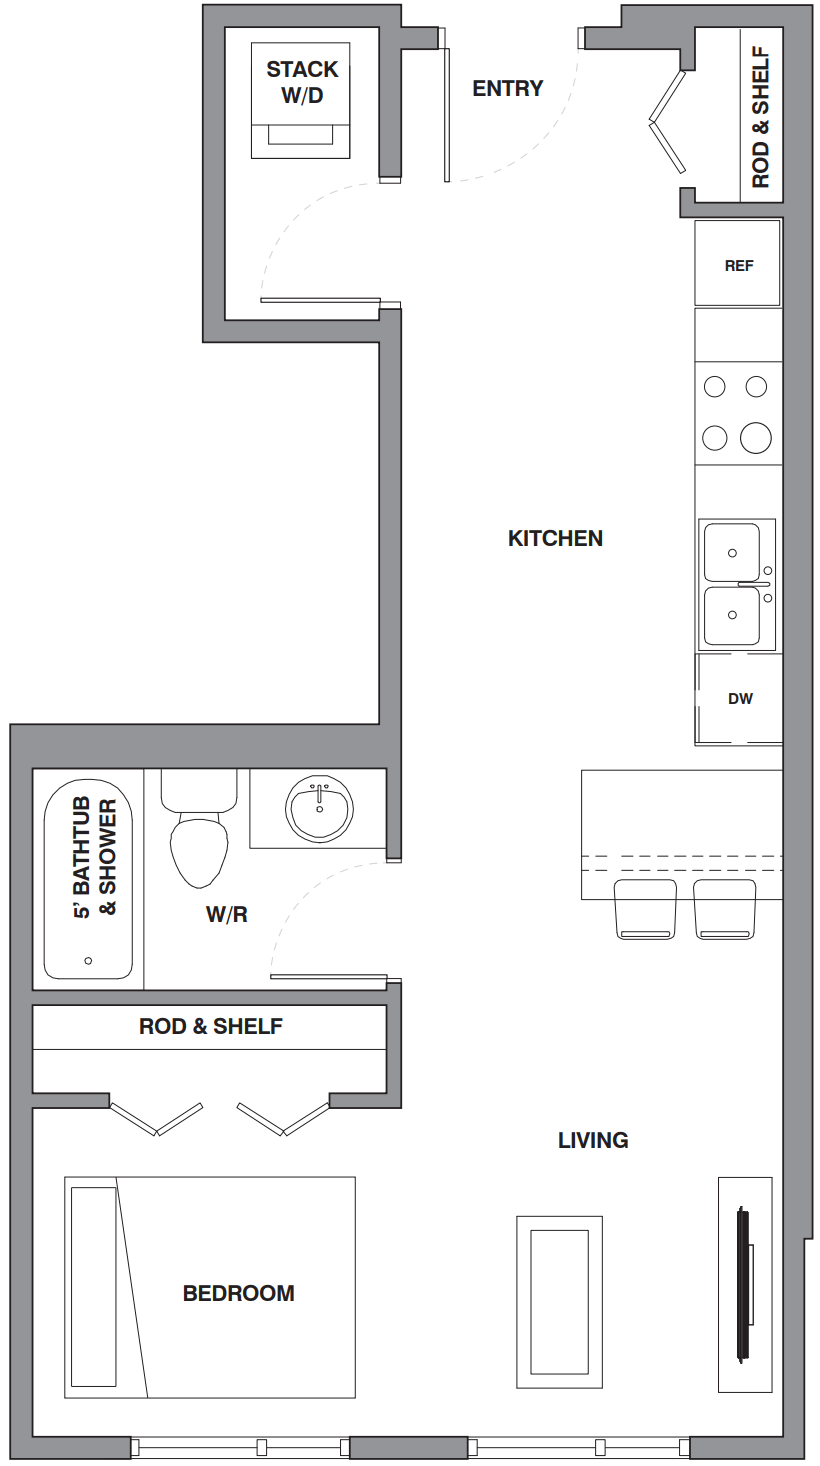 STACK
W/D
ENTRY
ROD & SHELF
REF
KITCHEN
DW
5’ BATHTUB
& SHOWER
W/R
ROD & SHELF
LIVING
BEDROOM